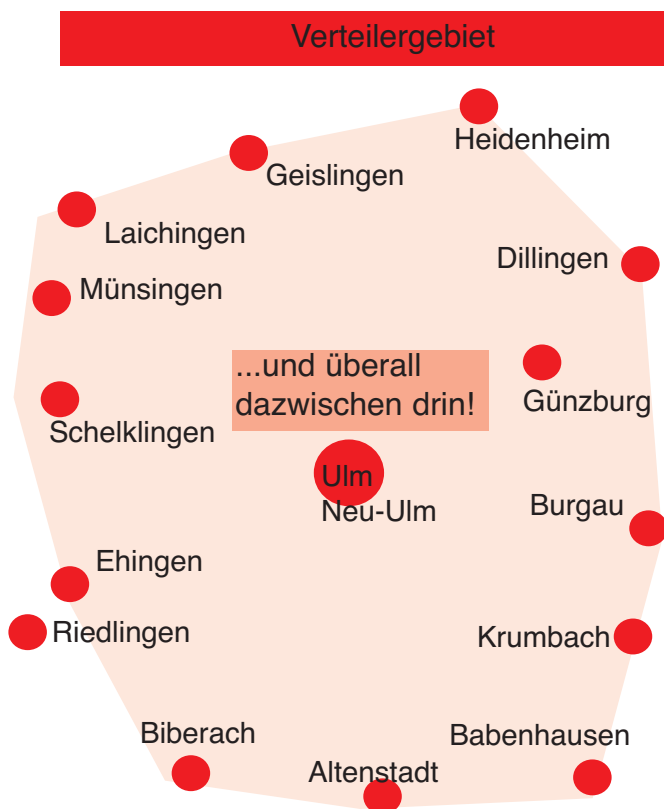 Verteilergebiet
Heidenheim
Geislingen
Laichingen
Dillingen
Münsingen
...und überall
dazwischen drin!
Günzburg
Schelklingen
Ulm
Neu-Ulm
Burgau
Ehingen
Riedlingen
Krumbach
Biberach
Babenhausen
Altenstadt